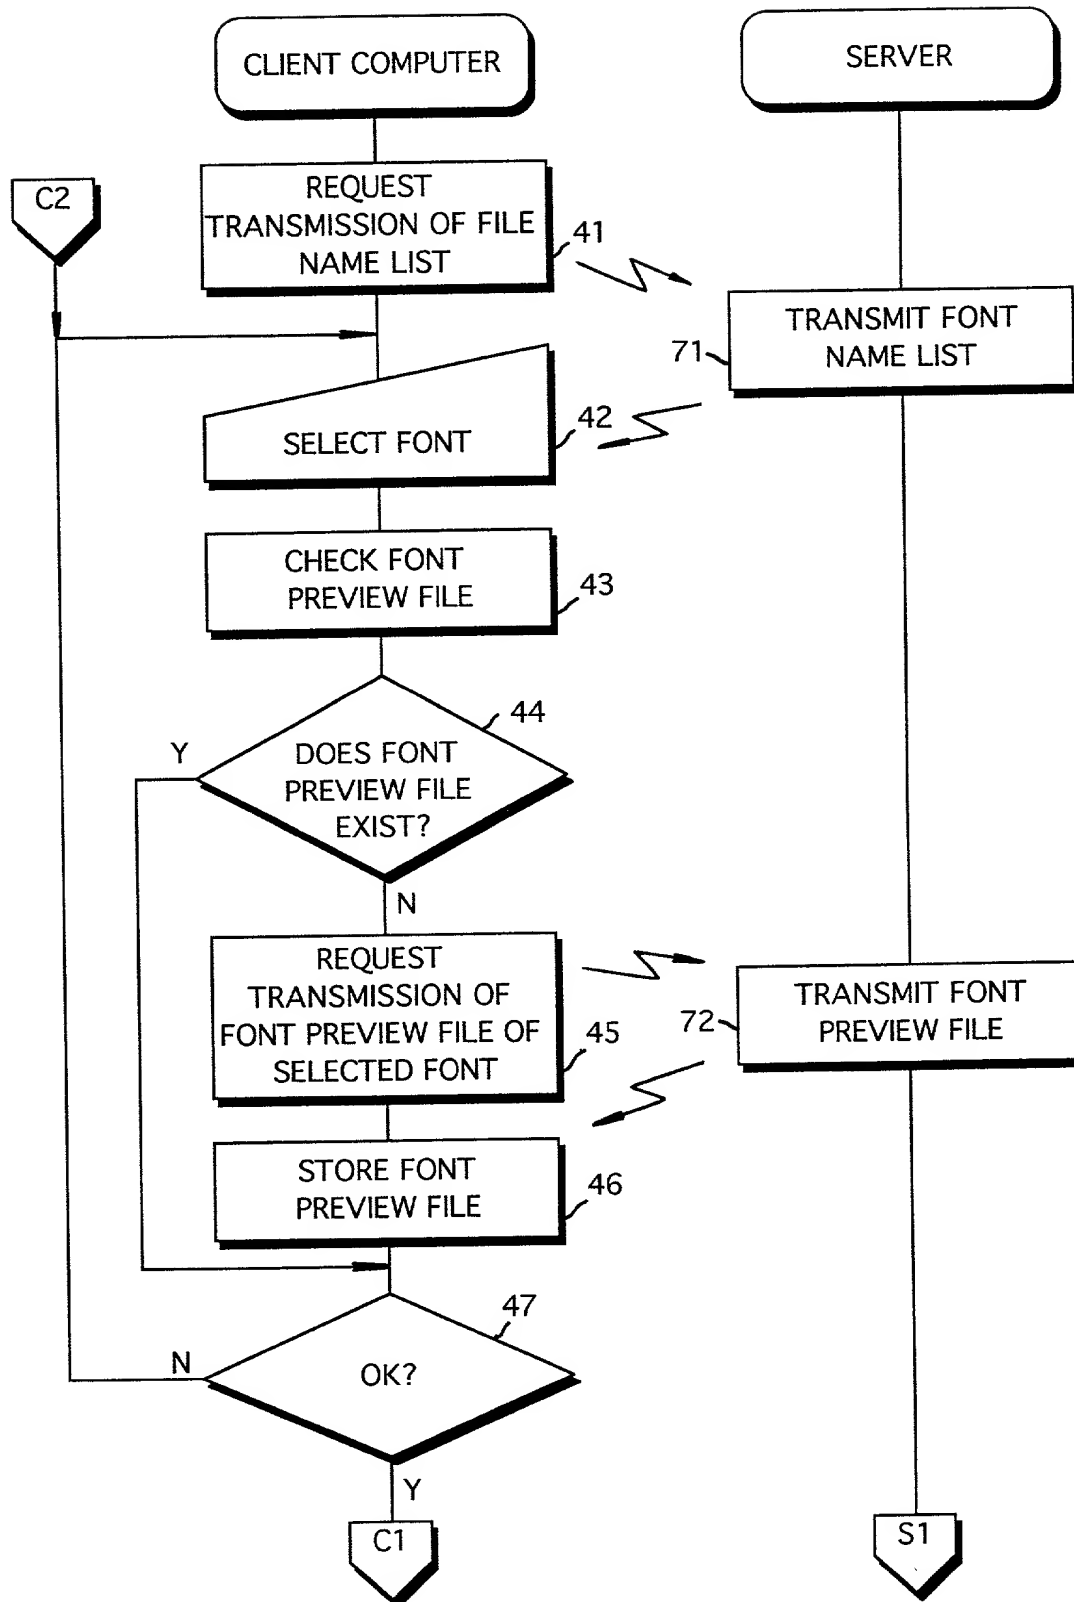 CLIENT COMPUTER
SERVER
C2
REQUEST
TRANSMISSION OF FILE
NAME LIST
41
TRANSMIT FONT
NAME LIST
71
SELECT FONT
42
CHECK FONT
PREVIEW FILE
43
44
Y
DOES FONT
PREVIEW FILE
EXIST?
N
REQUEST
TRANSMISSION OF
FONT PREVIEW FILE OF
SELECTED FONT
45
TRANSMIT FONT
PREVIEW FILE
72
STORE FONT
PREVIEW FILE
46
47
N
OK?
Y
C1
S1